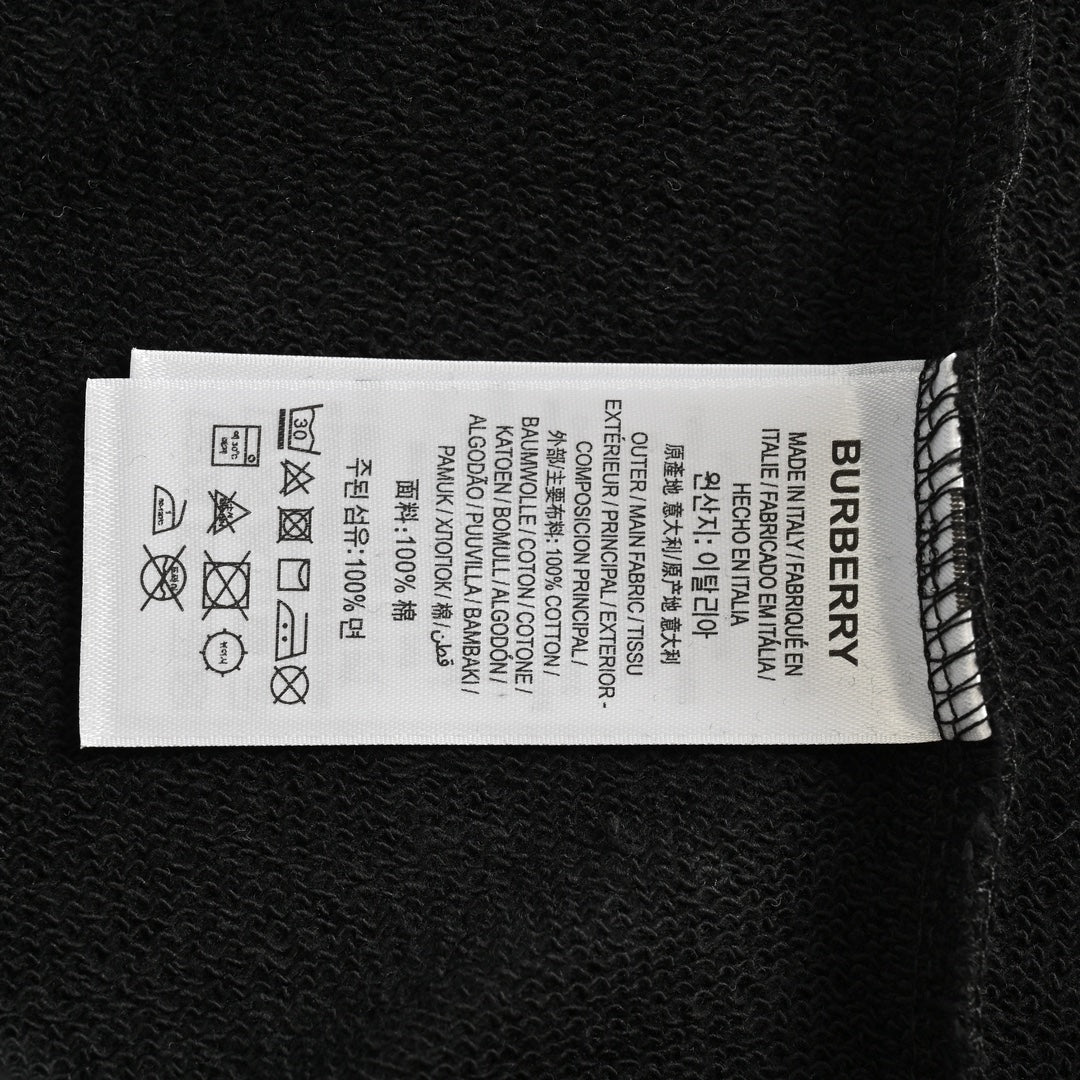 BURBERRY
MADE IN ITALY / FABRIQUÉ EN
ITALIE / FABRICADO EM ITÁLIA /
HECHO EN ITALIA
원산지: 이탈리아
原產地 意大利/原产地 意大利
OUTER / MAIN FABRIC / TISSU
EXTÉRIEUR / PRINCIPAL / EXTERIOR -
COMPOSICION PRINCIPAL /
外部/主要布料: 100% COTTON /
BAUMWOLLE / COTON / COTONE /
KATOEN / BOMULL / ALGODÓN /
ALGODÃO / PUUVILLA / BAMBAKI /
PAMUK / ХЛОПОК / 棉 / قطن
面料:100% 棉
주된섬유:100% 면
30